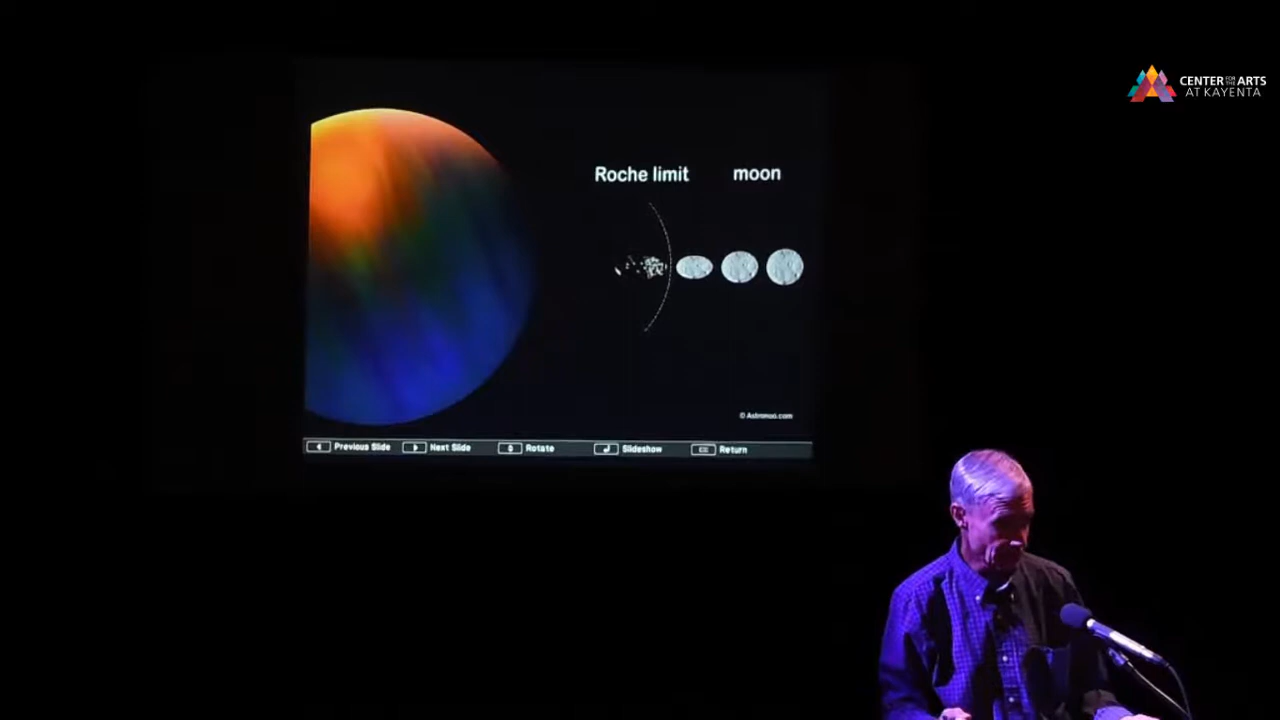 CENTER FOR THE ARTS
AT KAYENTA
Roche limit moon
© Astronoo.com
Previous Slide Next Slide Rotate Slideshow Return